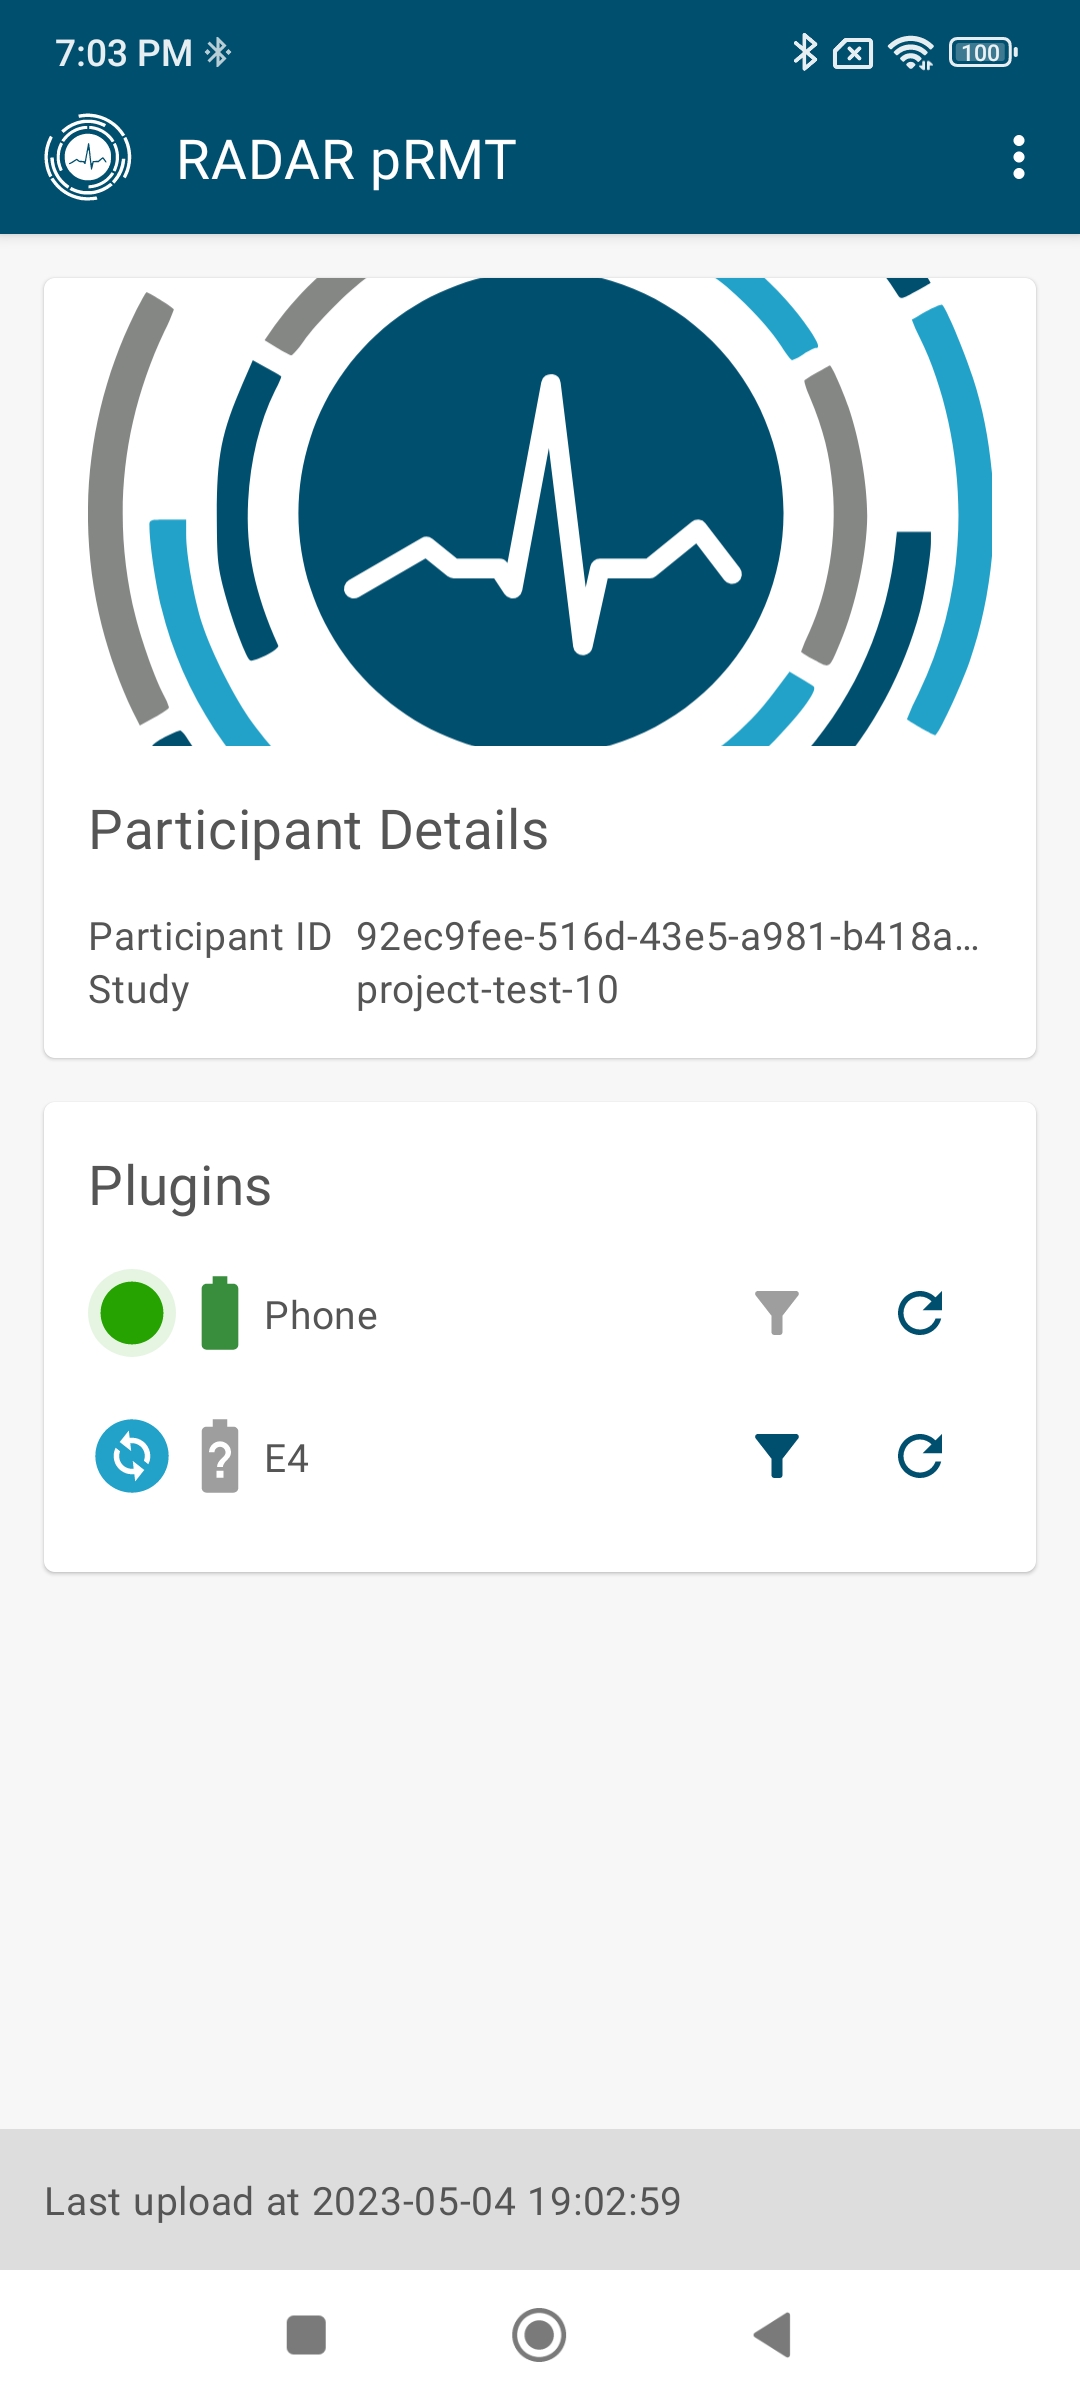 7:03 PM
100
RADAR pRMT
Participant Details
Participant ID 92ec9fee-516d-43e5-a981-b418a...
Study project-test-10
Plugins
Phone
? E4
Last upload at 2023-05-04 19:02:59